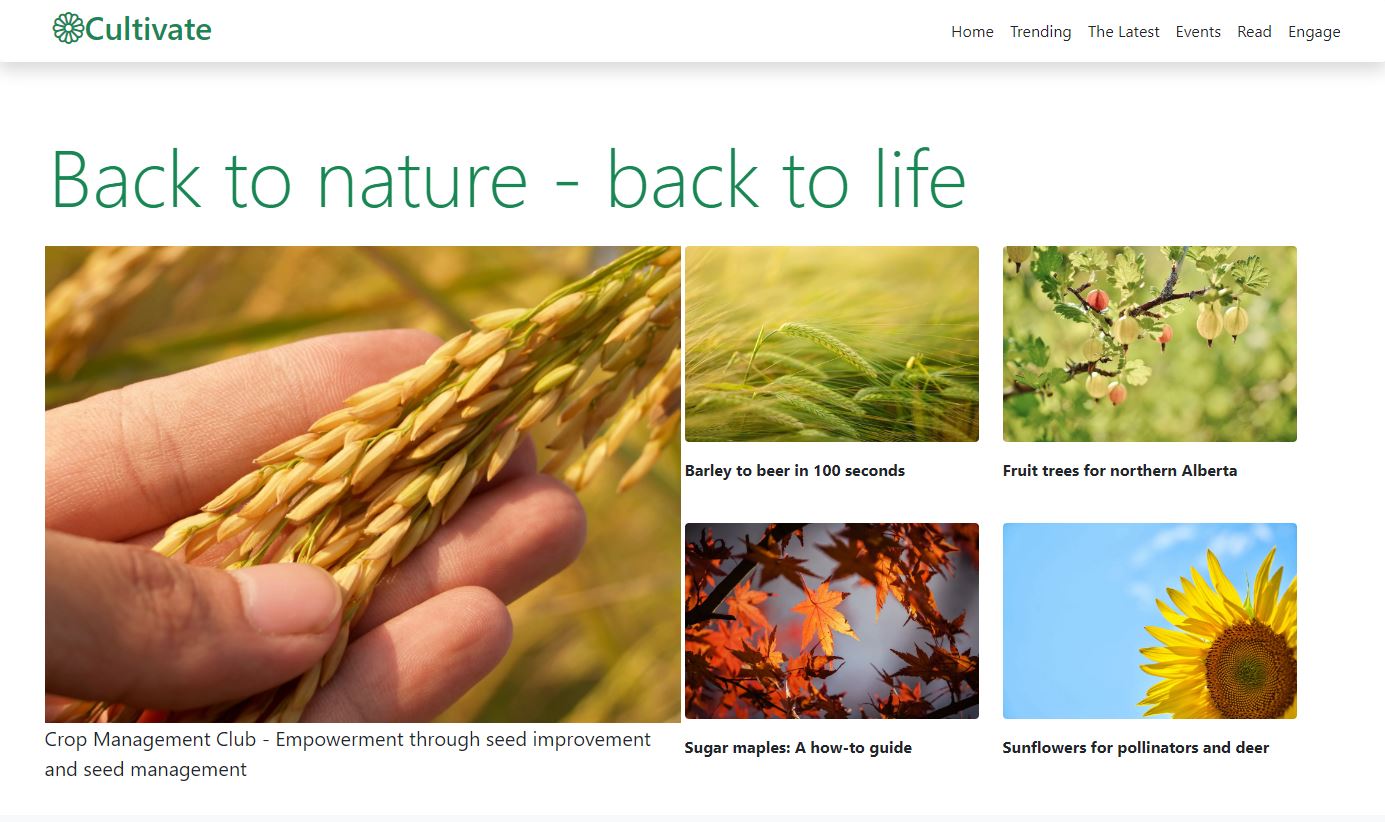 Cultivate
Home Trending The Latest Events Read Engage
Back to nature - back to life
Crop Management Club - Empowerment through seed improvement
and seed management
Barley to beer in 100 seconds
Fruit trees for northern Alberta
Sugar maples: A how-to guide
Sunflowers for pollinators and deer